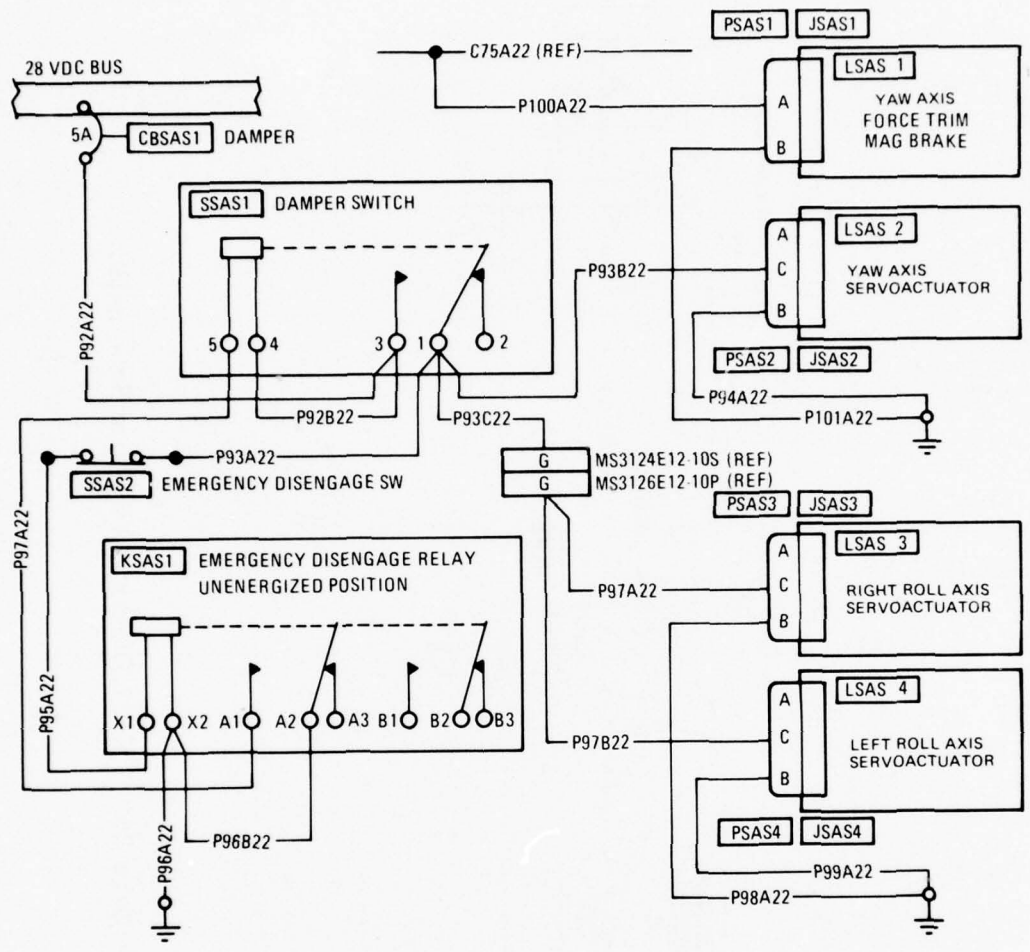 PSAS1 JSAS1
C75A22 (REF)
28 VDC BUS
LSAS 1
YAW AXIS
FORCE TRIM
MAG BRAKE
A
B
P100A22
5A
CBSAS1 DAMPER
SSAS1 DAMPER SWITCH
5 4 3 1 2
P92A22
P93B22
LSAS 2
YAW AXIS
SERVOACTUATOR
A
C
B
PSAS2 JSAS2
P94A22
P101A22
P92B22
P93C22
P93A22
SSAS2 EMERGENCY DISENGAGE SW
G MS3124E12-10S (REF)
G MS3126E12-10P (REF)
PSAS3 JSAS3
P97A22
KSAS1 EMERGENCY DISENGAGE RELAY
UNENERGIZED POSITION
X1 X2 A1 A2 A3 B1 B2 B3
P95A22
P96A22
P96B22
LSAS 3
RIGHT ROLL AXIS
SERVOACTUATOR
A
C
B
P97A22
LSAS 4
LEFT ROLL AXIS
SERVOACTUATOR
A
C
B
P97B22
PSAS4 JSAS4
P99A22
P98A22